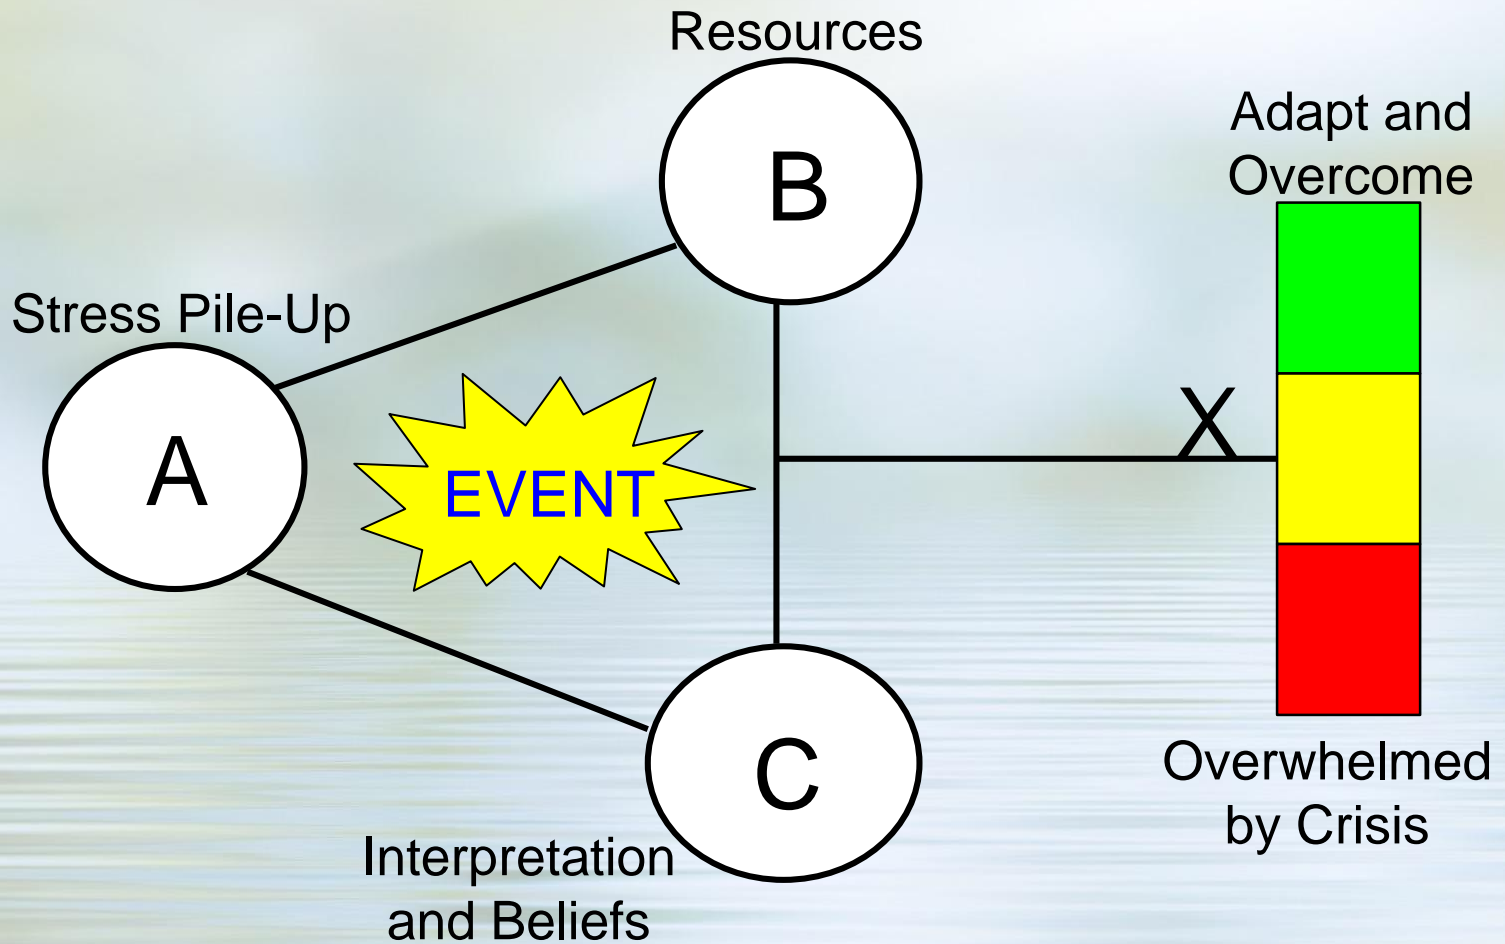 Resources
B
Adapt and
Overcome
Stress Pile-Up
A
EVENT
X
C
Interpretation
and Beliefs
Overwhelmed
by Crisis